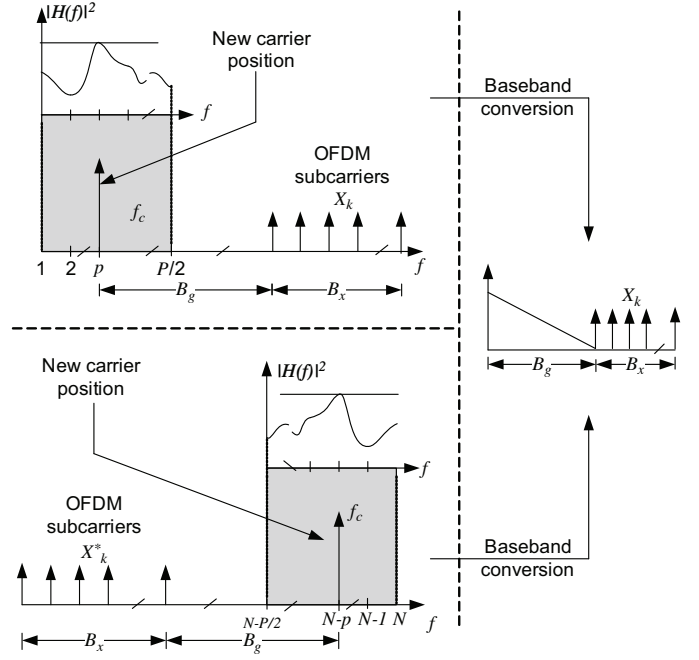 |H(f)|²
New carrier
position
f
OFDM
subcarriers
X_k
f_c
1 2 p P/2 f
B_g B_x
Baseband
conversion
X_k
B_g B_x
New carrier
position
|H(f)|²
f
OFDM
subcarriers
X*_k
f_c
N-P/2 N-p N-1 N f
B_x B_g
Baseband
conversion